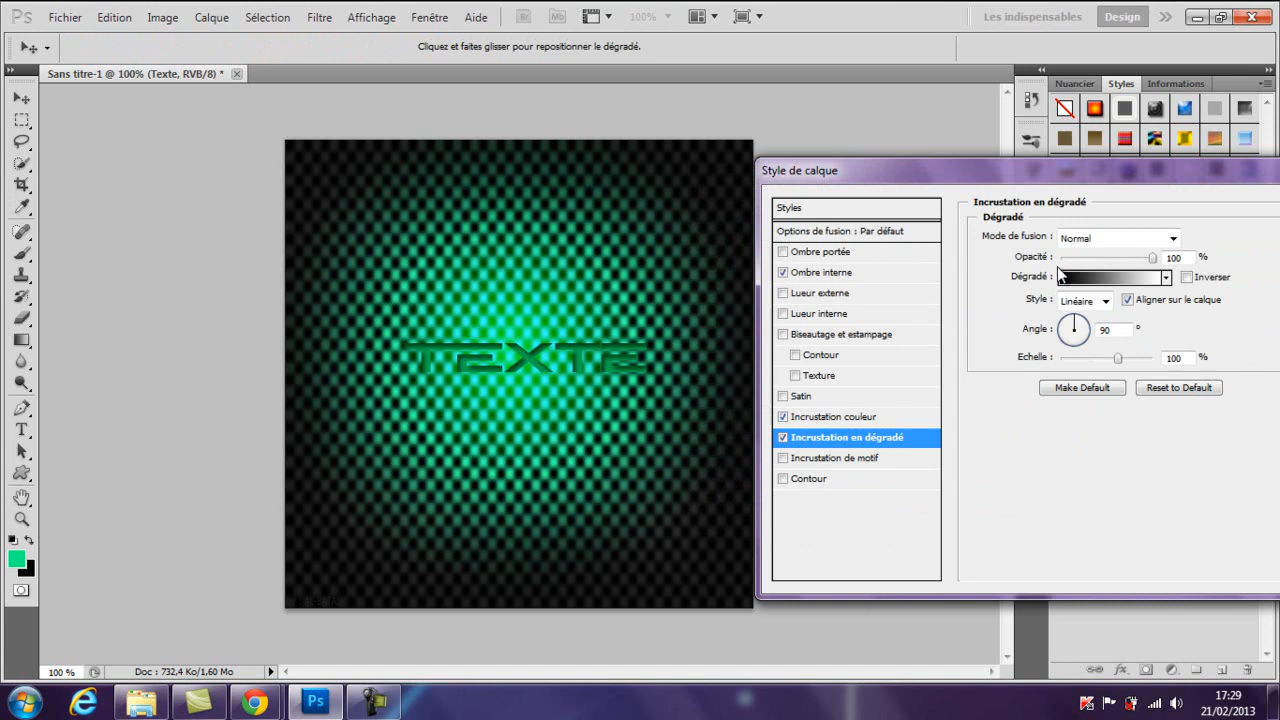 Ps Fichier Edition Image Calque Sélection Filtre Affichage Fenêtre Aide Br Mb 100% Les indispensables Design
Cliquez et faites glisser pour repositionner le dégradé.
Sans titre-1 @ 100% (Texte, RVB/8) *
Nuancier Styles Informations
TEXTE
Style de calque
Styles
Options de fusion : Par défaut
Ombre portée
Ombre interne
Lueur externe
Lueur interne
Biseautage et estampage
Contour
Texture
Satin
Incrustation couleur
Incrustation en dégradé
Incrustation de motif
Contour
Incrustation en dégradé
Dégradé
Mode de fusion : Normal
Opacité : 100 %
Dégradé : Inverser
Style : Linéaire Aligner sur le calque
Angle : 90 °
Echelle : 100 %
Make Default Reset to Default
100 % Doc : 732,4 Ko/1,60 Mo
Ps
17:29
21/02/2013